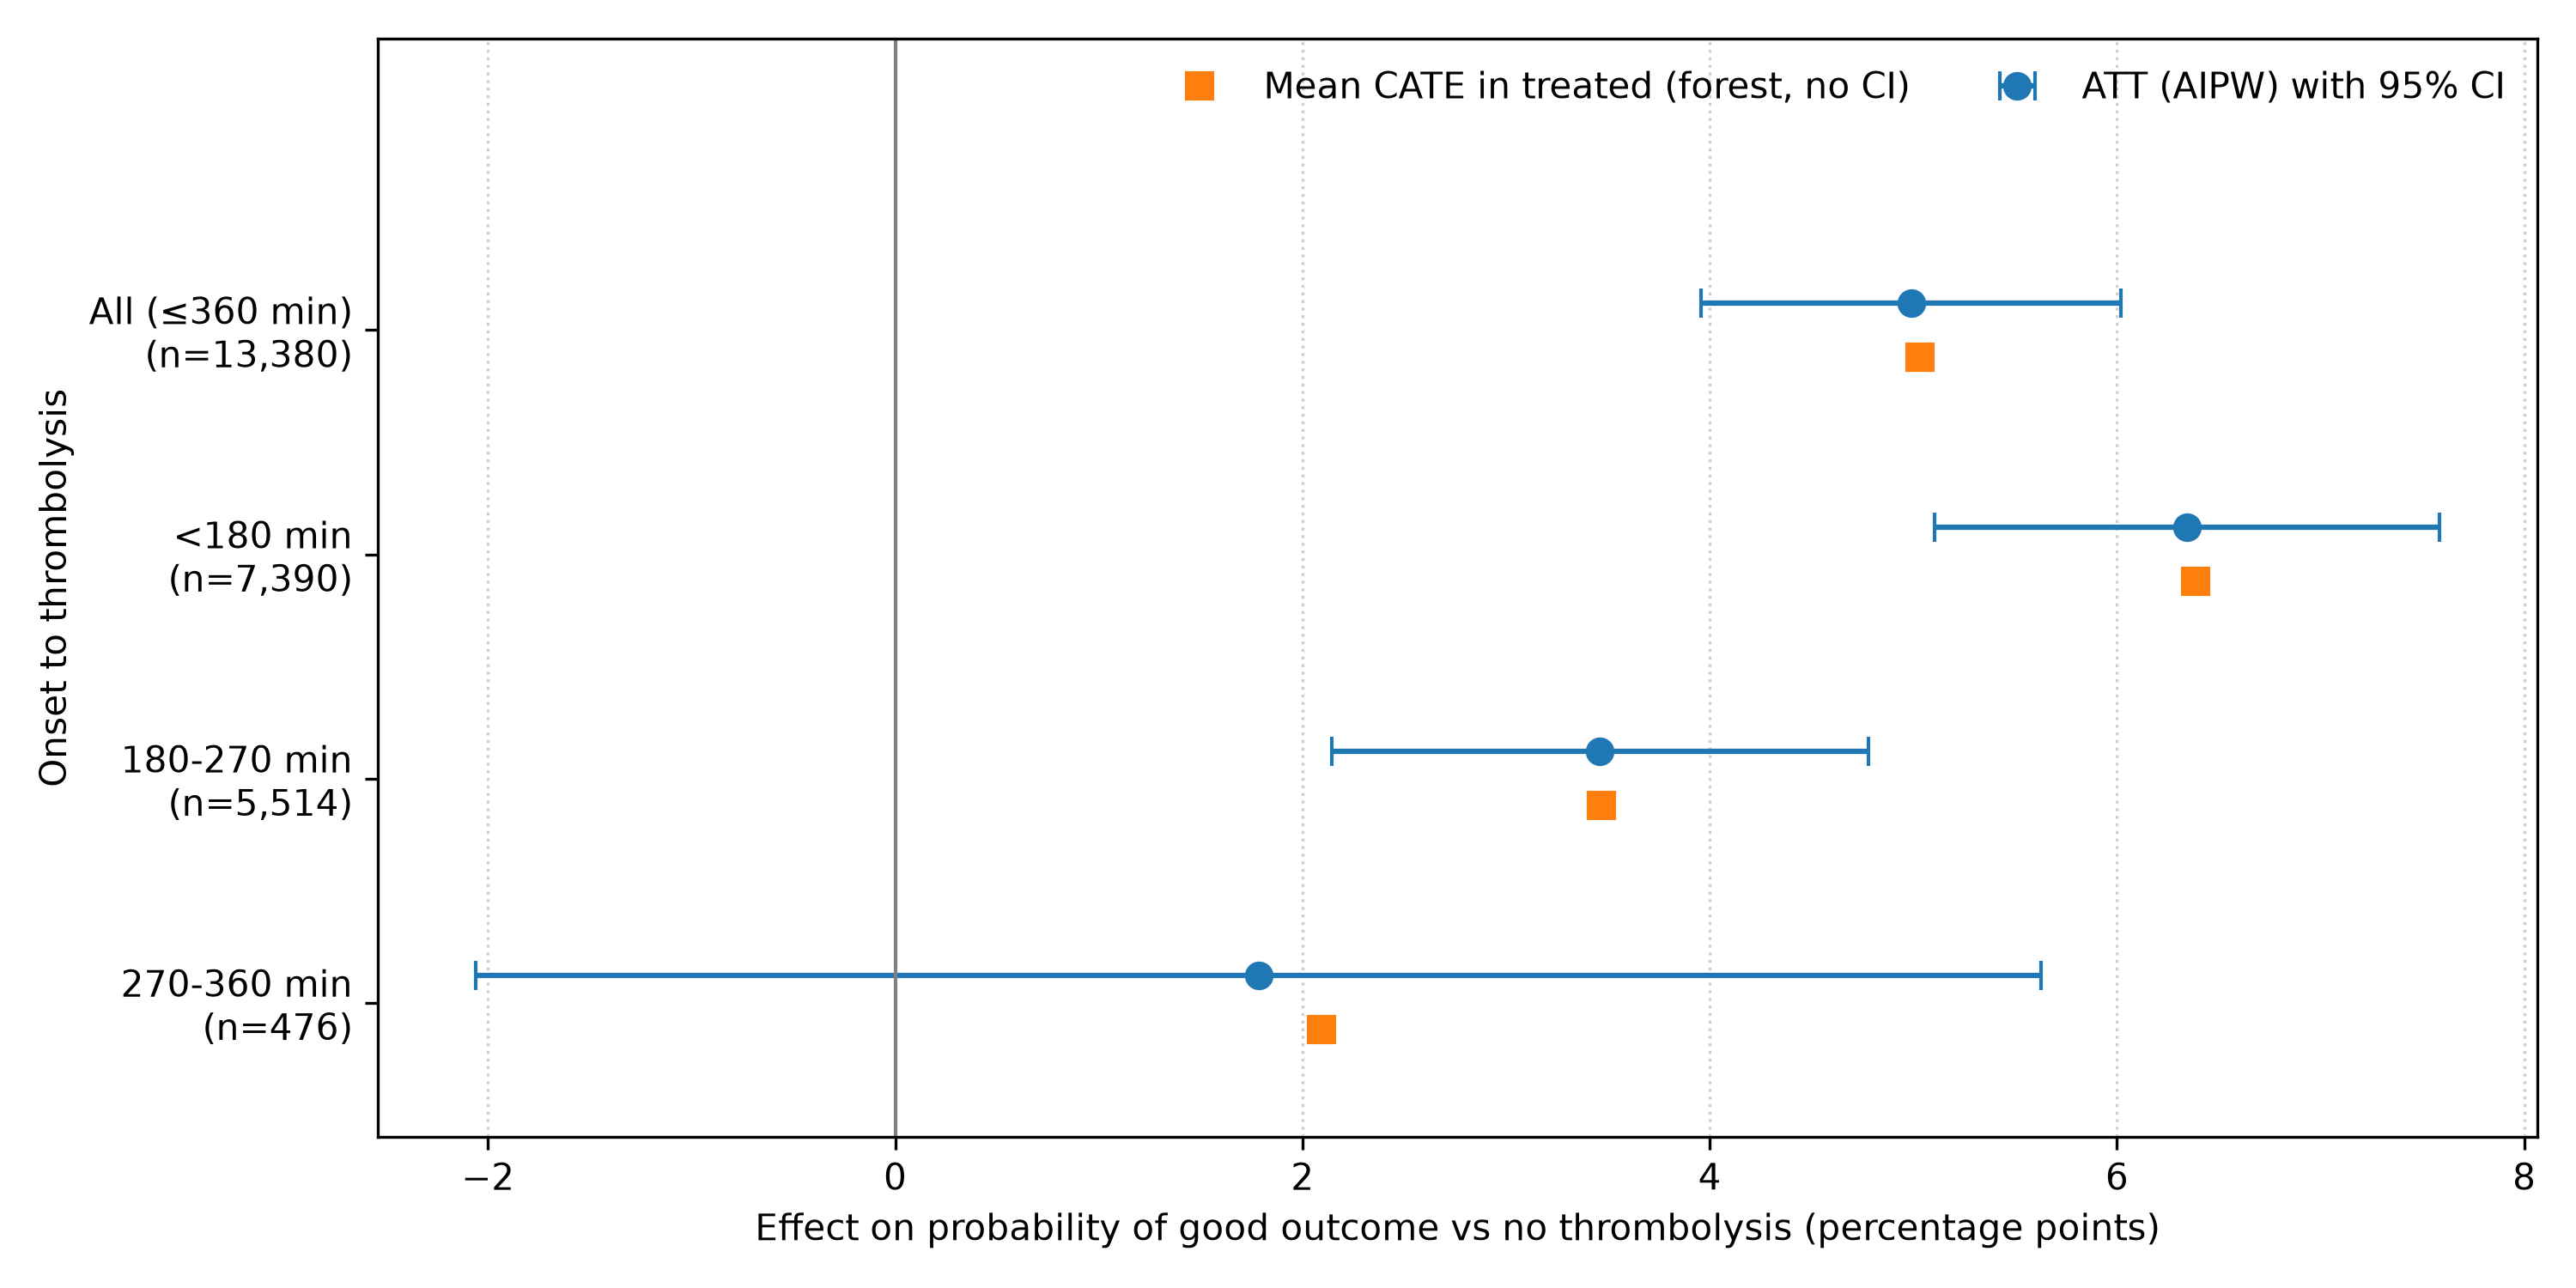 Mean CATE in treated (forest, no CI)
ATT (AIPW) with 95% CI
Onset to thrombolysis
All (≤360 min)
(n=13,380)
<180 min
(n=7,390)
180-270 min
(n=5,514)
270-360 min
(n=476)
−2 0 2 4 6 8
Effect on probability of good outcome vs no thrombolysis (percentage points)